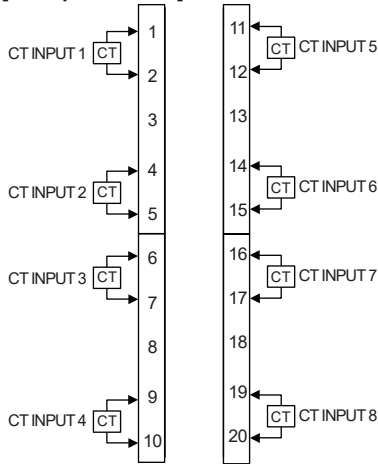 CT INPUT 1 CT 1 11 CT CT INPUT 5
2 12
3 13
CT INPUT 2 CT 4 14 CT CT INPUT 6
5 15
CT INPUT 3 CT 6 16 CT CT INPUT 7
7 17
8 18
CT INPUT 4 CT 9 19 CT CT INPUT 8
10 20